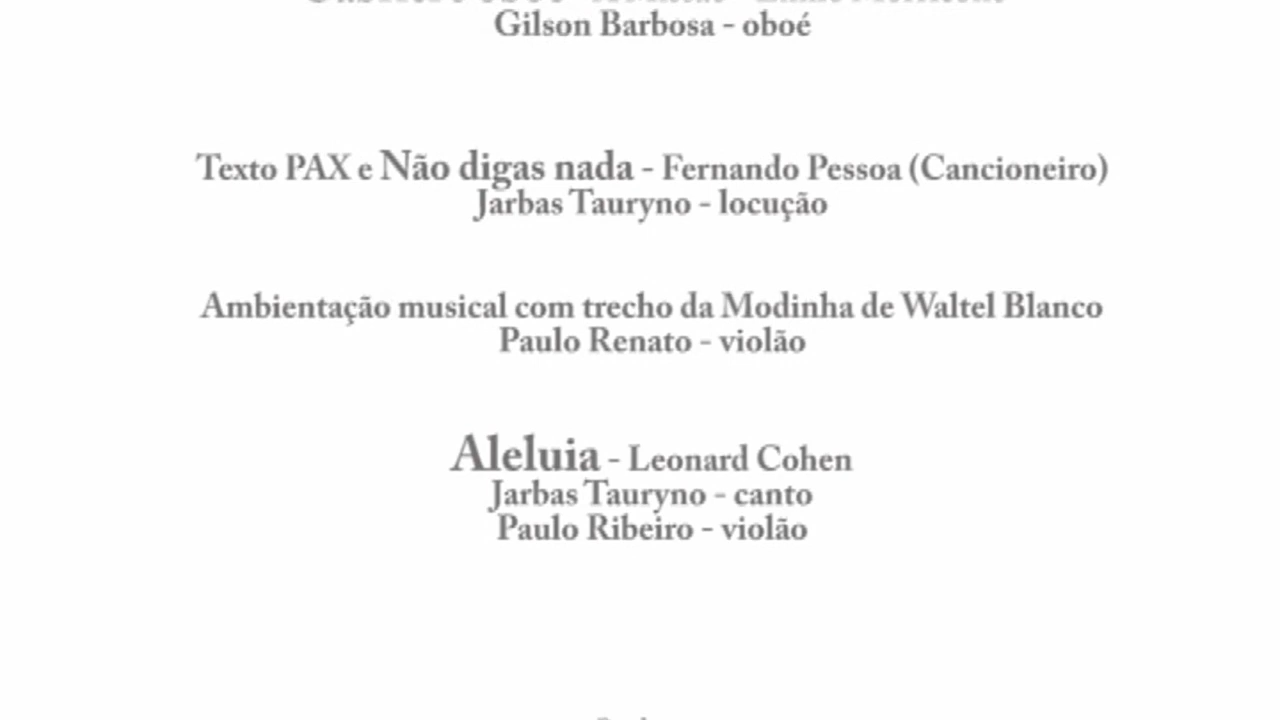 Gilson Barbosa - oboé
Texto PAX e Não digas nada - Fernando Pessoa (Cancioneiro)
Jarbas Tauryno - locução
Ambientação musical com trecho da Modinha de Waltel Blanco
Paulo Renato - violão
Aleluia - Leonard Cohen
Jarbas Tauryno - canto
Paulo Ribeiro - violão